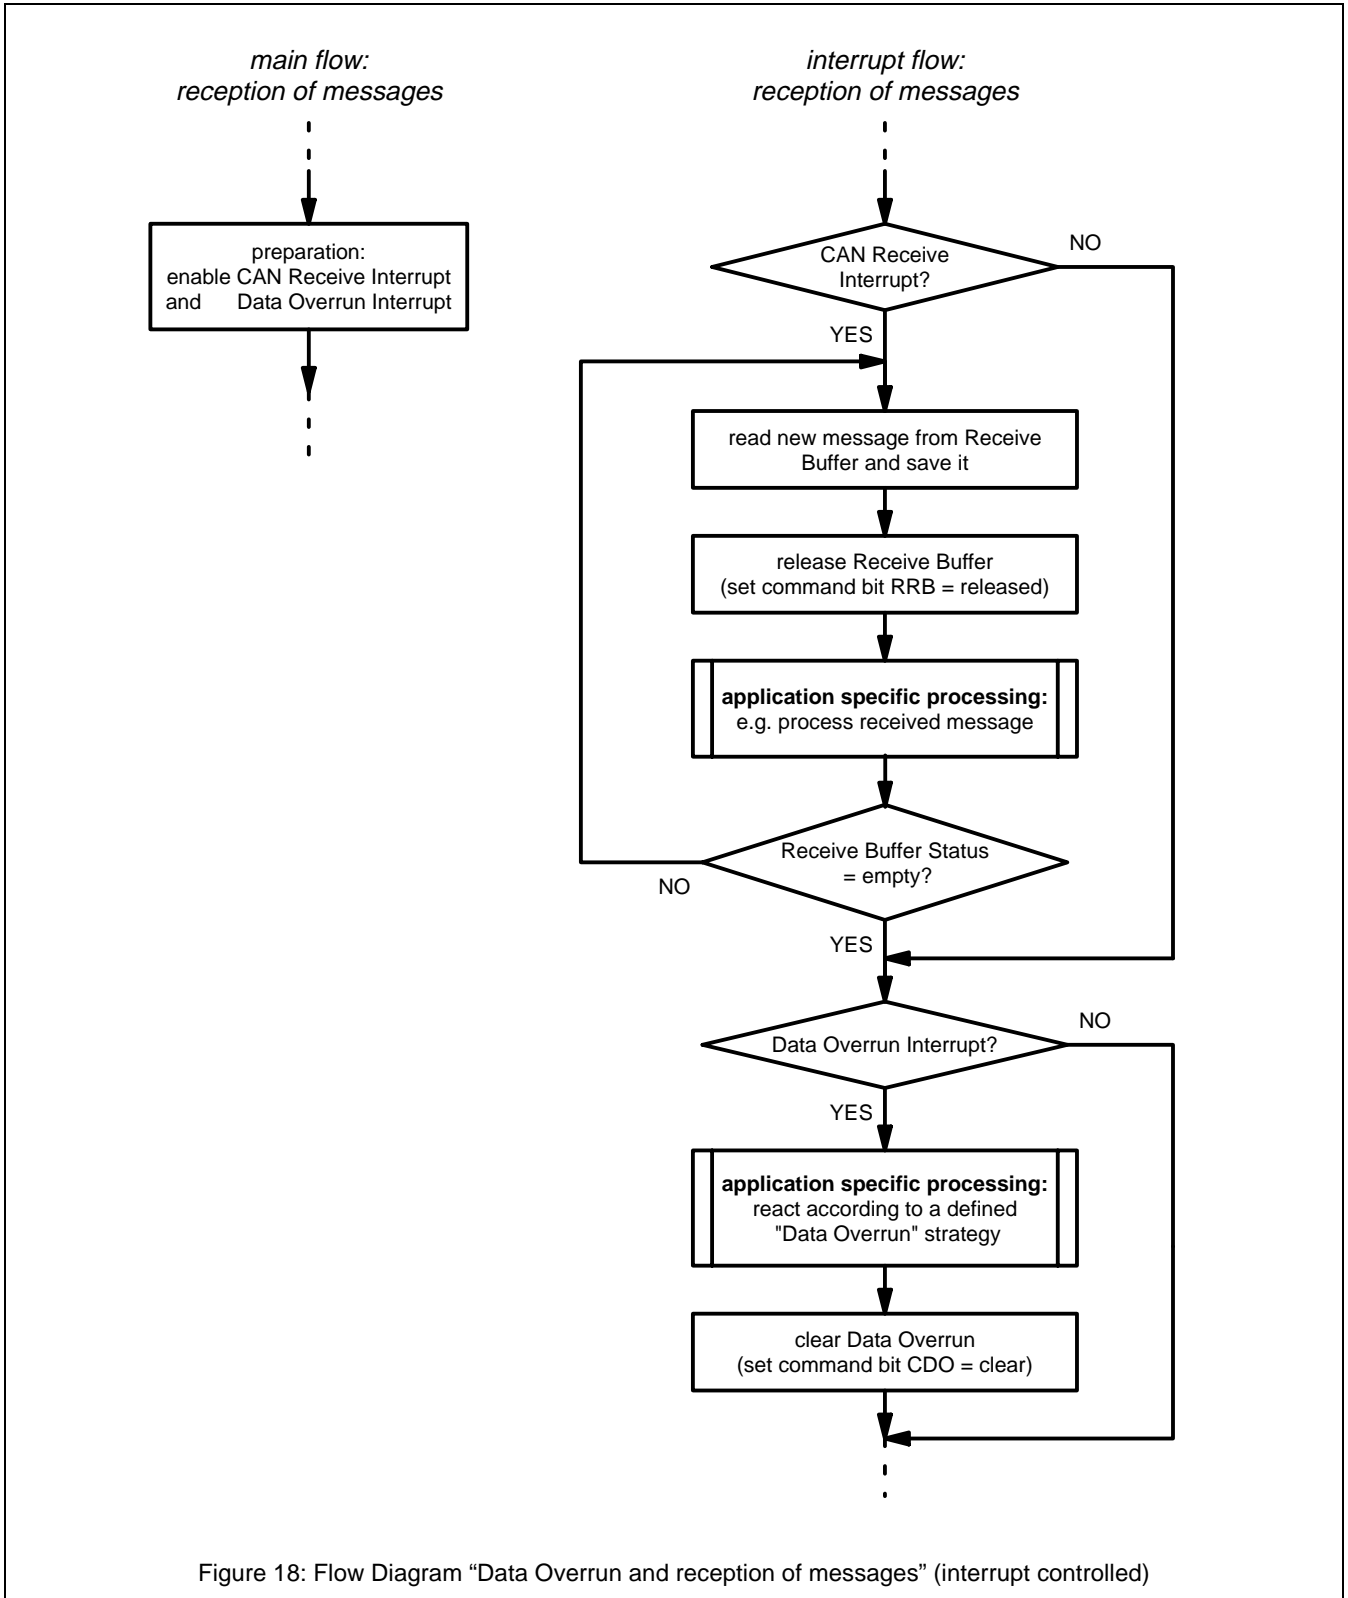 main flow:
reception of messages
preparation:
enable CAN Receive Interrupt
and Data Overrun Interrupt
interrupt flow:
reception of messages
CAN Receive
Interrupt?
NO
YES
read new message from Receive
Buffer and save it
release Receive Buffer
(set command bit RRB = released)
application specific processing:
e.g. process received message
Receive Buffer Status
= empty?
NO
YES
Data Overrun Interrupt?
NO
YES
application specific processing:
react according to a defined
"Data Overrun" strategy
clear Data Overrun
(set command bit CDO = clear)
Figure 18: Flow Diagram “Data Overrun and reception of messages” (interrupt controlled)